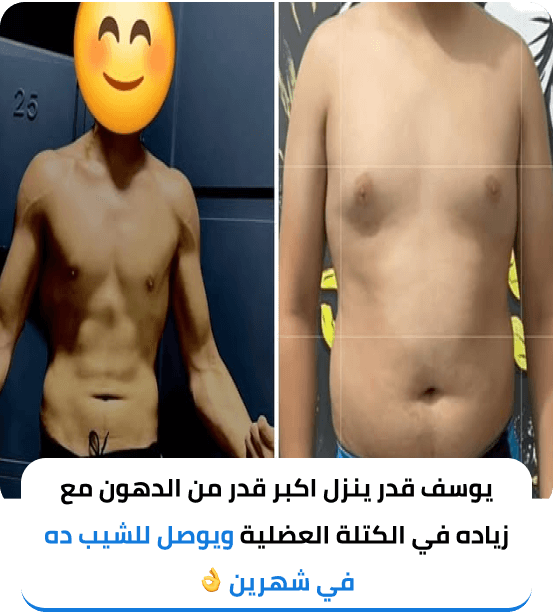 25
يوسف قدر ينزل اكبر قدر من الدهون مع
زياده في الكتلة العضلية ويوصل للشيب ده
في شهرين 👌